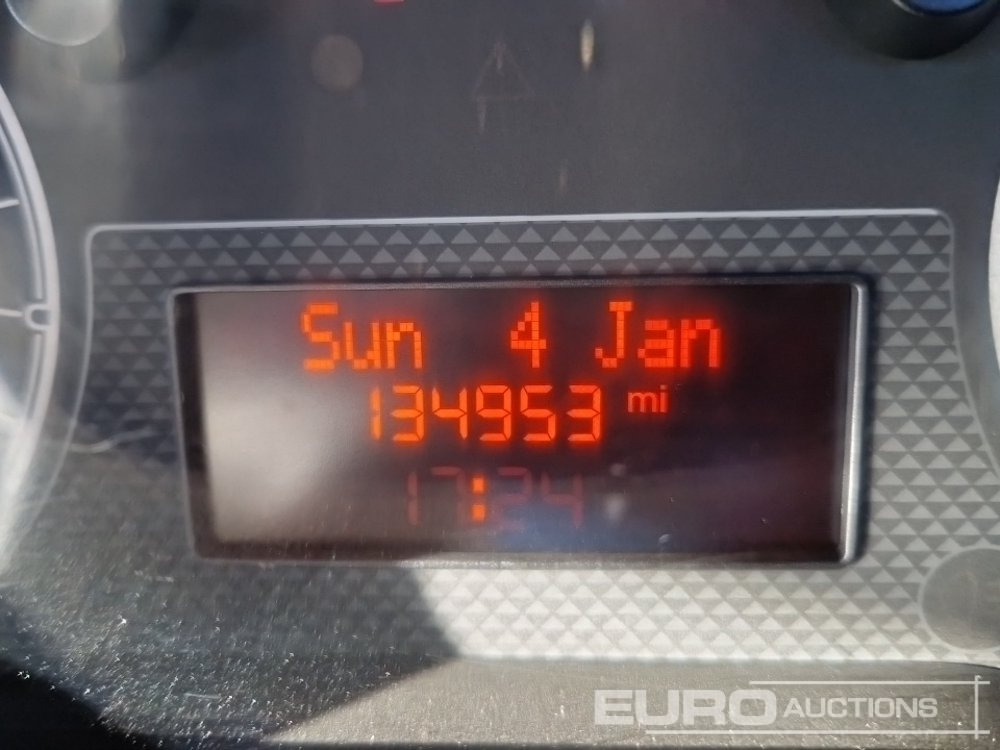 Sun 4 Jan
134953 mi
17:24
EURO AUCTIONS